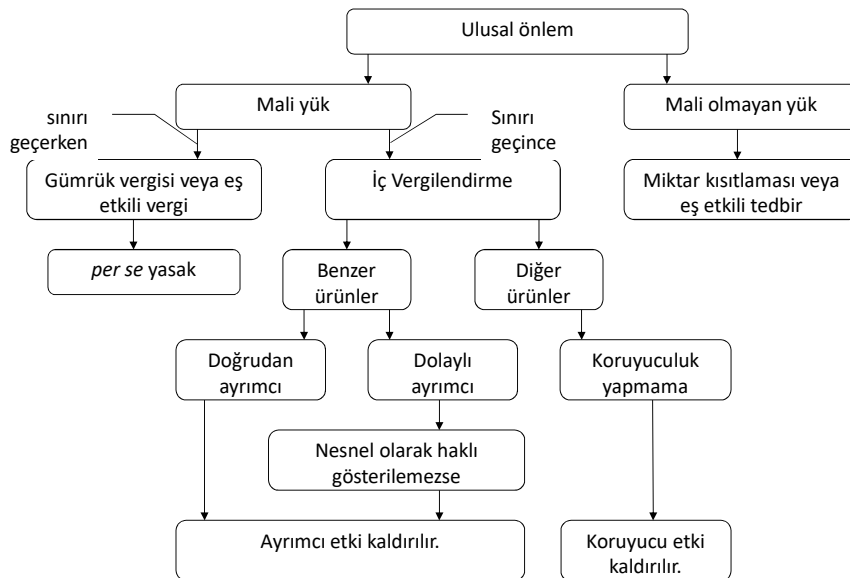 Ulusal önlem
Mali yük
Mali olmayan yük
sınırı
geçerken
Sınırı
geçince
Gümrük vergisi veya eş
etkili vergi
İç Vergilendirme
Miktar kısıtlaması veya
eş etkili tedbir
per se yasak
Benzer
ürünler
Diğer
ürünler
Doğrudan
ayrımcı
Dolaylı
ayrımcı
Koruyuculuk
yapmama
Nesnel olarak haklı
gösterilemezse
Ayrımcı etki kaldırılır.
Koruyucu etki
kaldırılır.